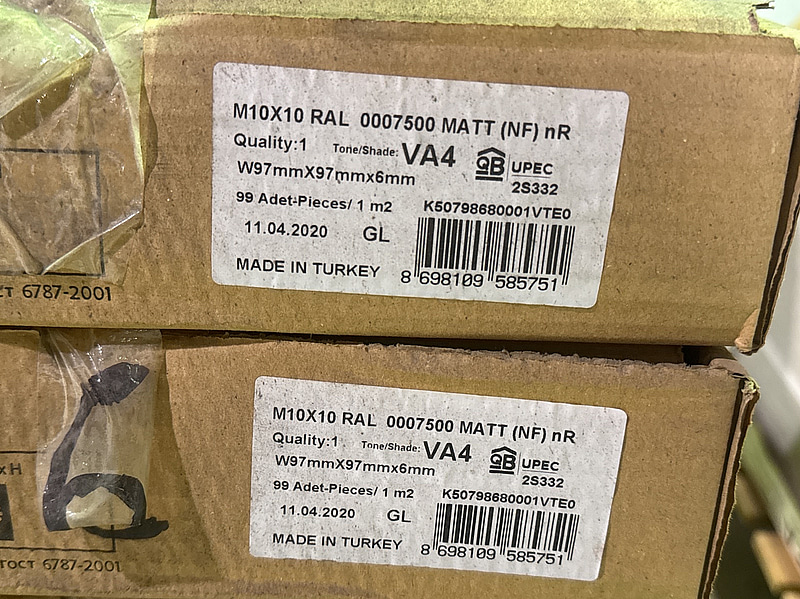 M10X10 RAL 0007500 MATT (NF) nR
Quality:1 Tone/Shade: VA4 QB UPEC
2S332
W97mmX97mmx6mm
99 Adet-Pieces/ 1 m2 K50798680001VTE0
11.04.2020 GL
MADE IN TURKEY 8 698109 585751
6787-2001
M10X10 RAL 0007500 MATT (NF) nR
Quality:1 Tone/Shade: VA4 QB UPEC
2S332
W97mmX97mmx6mm
99 Adet-Pieces/ 1 m2 K50798680001VTE0
11.04.2020 GL
MADE IN TURKEY 8 698109 585751
x H
ГОСТ 6787-2001